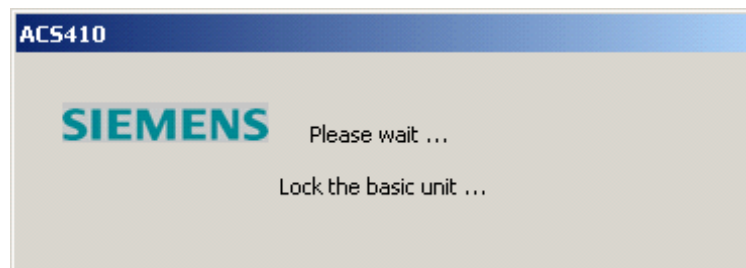 ACS410
SIEMENS
Please wait ...
Lock the basic unit ...